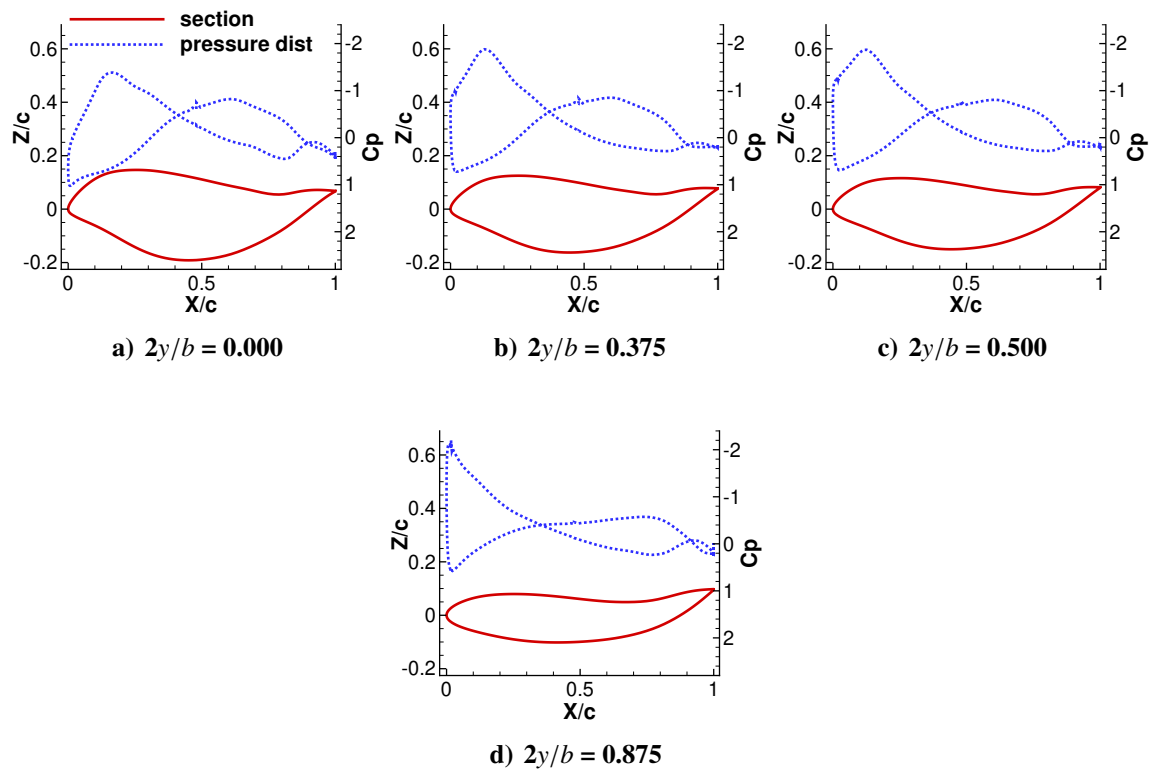 section
pressure dist
0.6
0.4
0.2
0
-0.2
Z/c
0
0.5
1
X/c
-2
-1
0
1
2
Cp
a) 2y/b = 0.000
0.6
0.4
0.2
0
-0.2
Z/c
0
0.5
1
X/c
-2
-1
0
1
2
Cp
b) 2y/b = 0.375
0.6
0.4
0.2
0
-0.2
Z/c
0
0.5
1
X/c
-2
-1
0
1
2
Cp
c) 2y/b = 0.500
0.6
0.4
0.2
0
-0.2
Z/c
0
0.5
1
X/c
-2
-1
0
1
2
Cp
d) 2y/b = 0.875